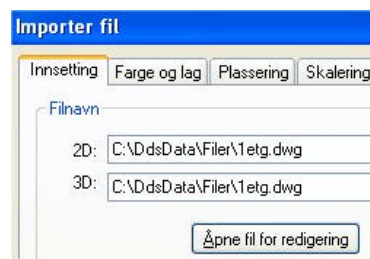 Importer fil
Innsetting Farge og lag Plassering Skalering
Filnavn
2D: C:\DdsData\Filer\1etg.dwg
3D: C:\DdsData\Filer\1etg.dwg
Åpne fil for redigering